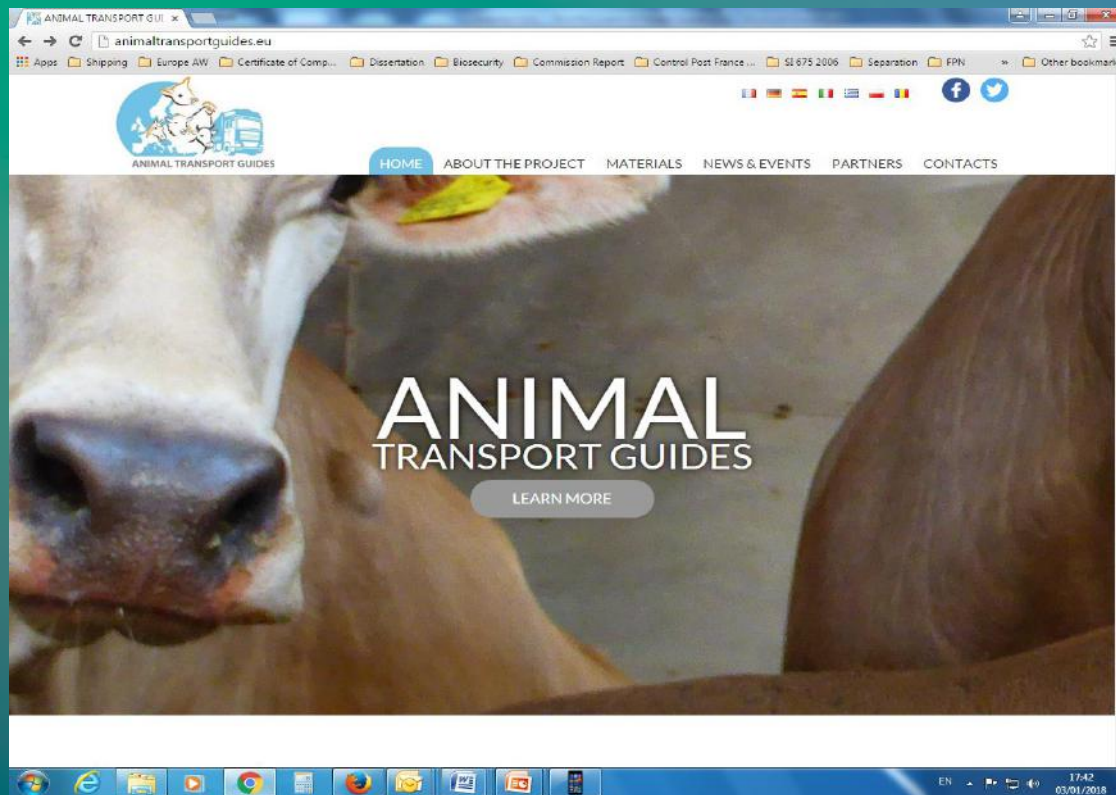 ANIMAL TRANSPORT GUI
animaltransportguides.eu
Apps Shipping Europe AW Certificate of Comp... Dissertation Biosecurity Commission Report Control Post France ... SI 675 2006 Separation FPN » Other bookmark
ANIMAL TRANSPORT GUIDES
HOME ABOUT THE PROJECT MATERIALS NEWS & EVENTS PARTNERS CONTACTS
ANIMAL
TRANSPORT GUIDES
LEARN MORE
EN 17:42
03/01/2018